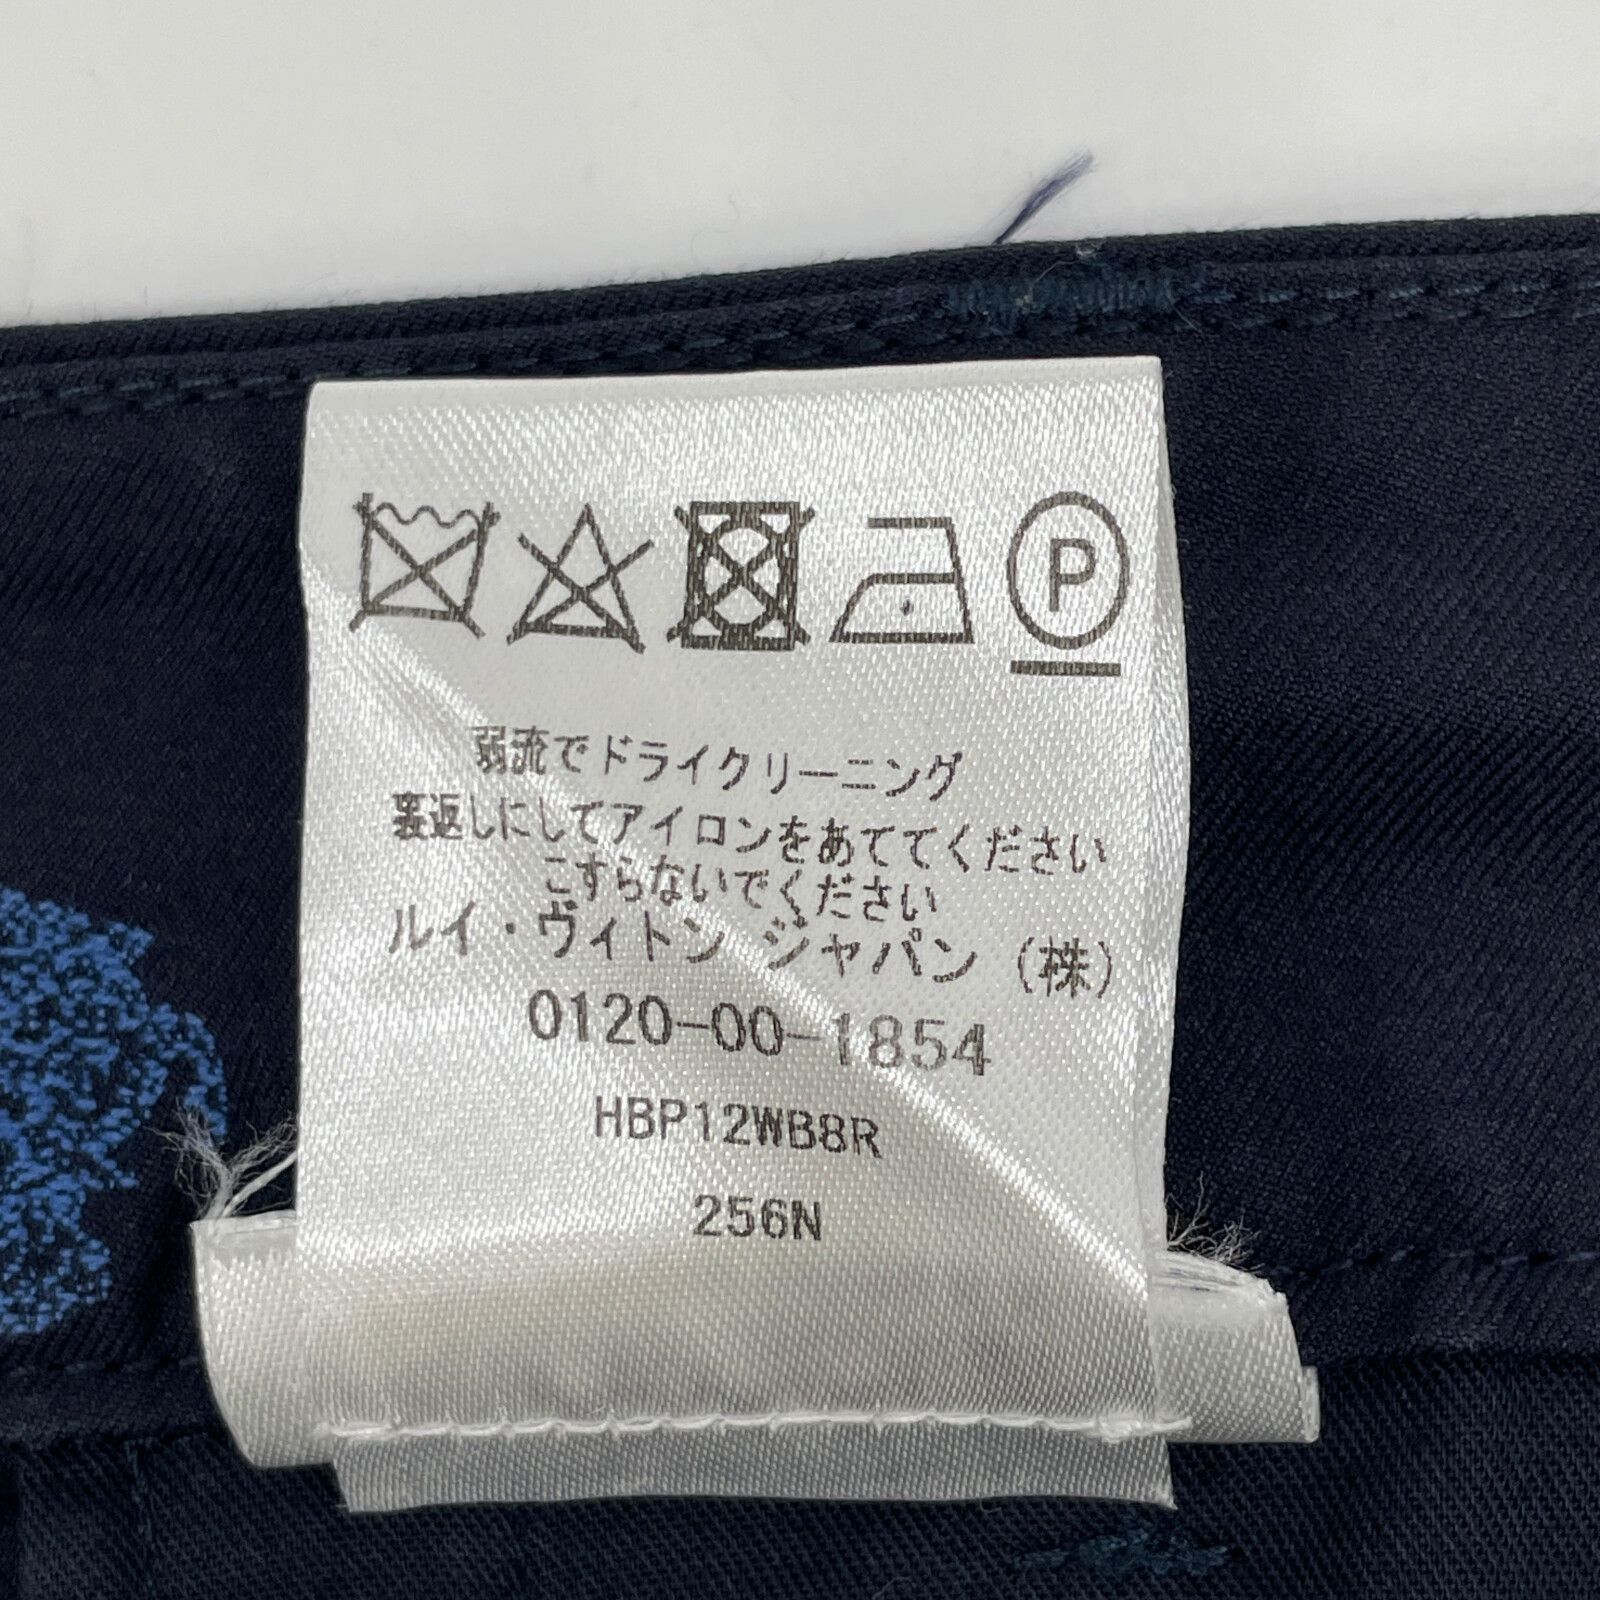 P
弱流でドライクリーニング
裏返しにしてアイロンをあててください
こすらないでください
ルイ・ヴィトン ジャパン (株)
0120-00-1854
HBP12WB8R
256N